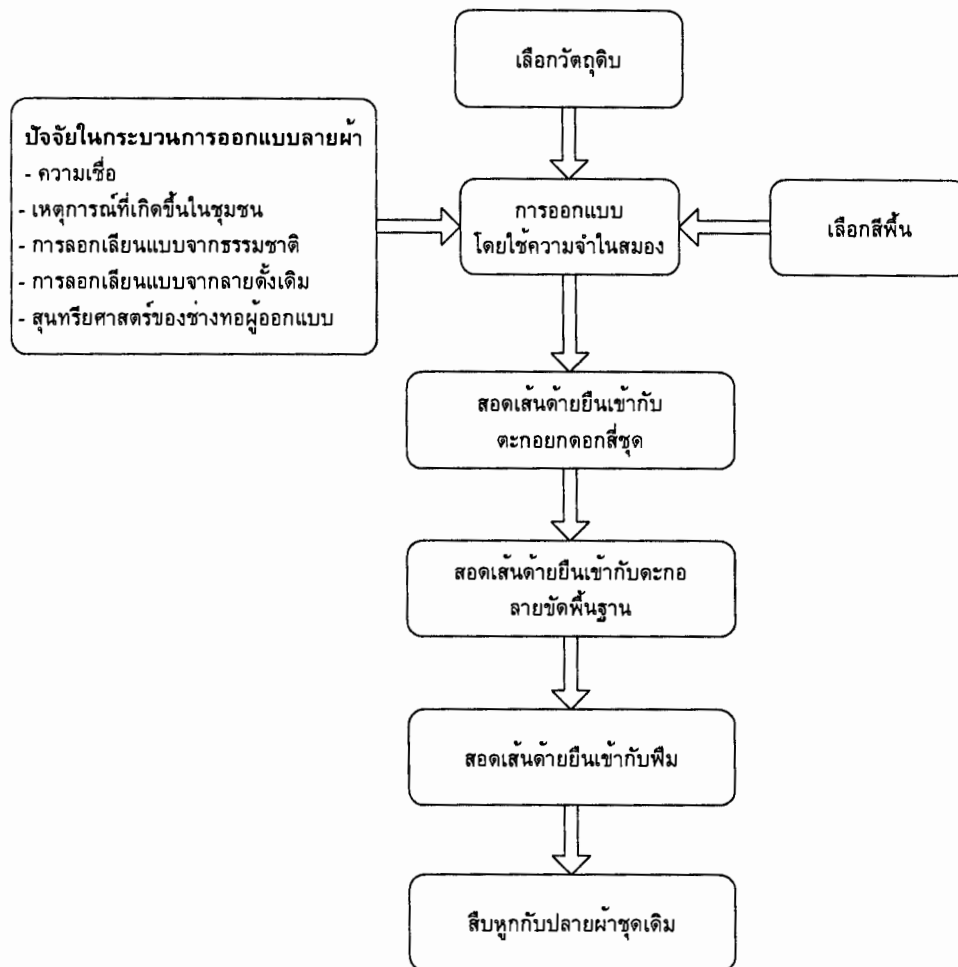 เลือกวัตถุดิบ
ปัจจัยในกระบวนการออกแบบลายผ้า
- ความเชื่อ
- เหตุการณ์ที่เกิดขึ้นในชุมชน
- การลอกเลียนแบบจากธรรมชาติ
- การลอกเลียนแบบจากลายดั้งเดิม
- สุนทรียศาสตร์ของช่างทอผู้ออกแบบ
การออกแบบ
โดยใช้ความจำในสมอง
เลือกสีพื้น
สอดเส้นด้ายยืนเข้ากับ
ตะกอยกดอกสี่ชุด
สอดเส้นด้ายยืนเข้ากับตะกอ
ลายขัดพื้นฐาน
สอดเส้นด้ายยืนเข้ากับฟืม
สืบหูกกับปลายผ้าชุดเดิม